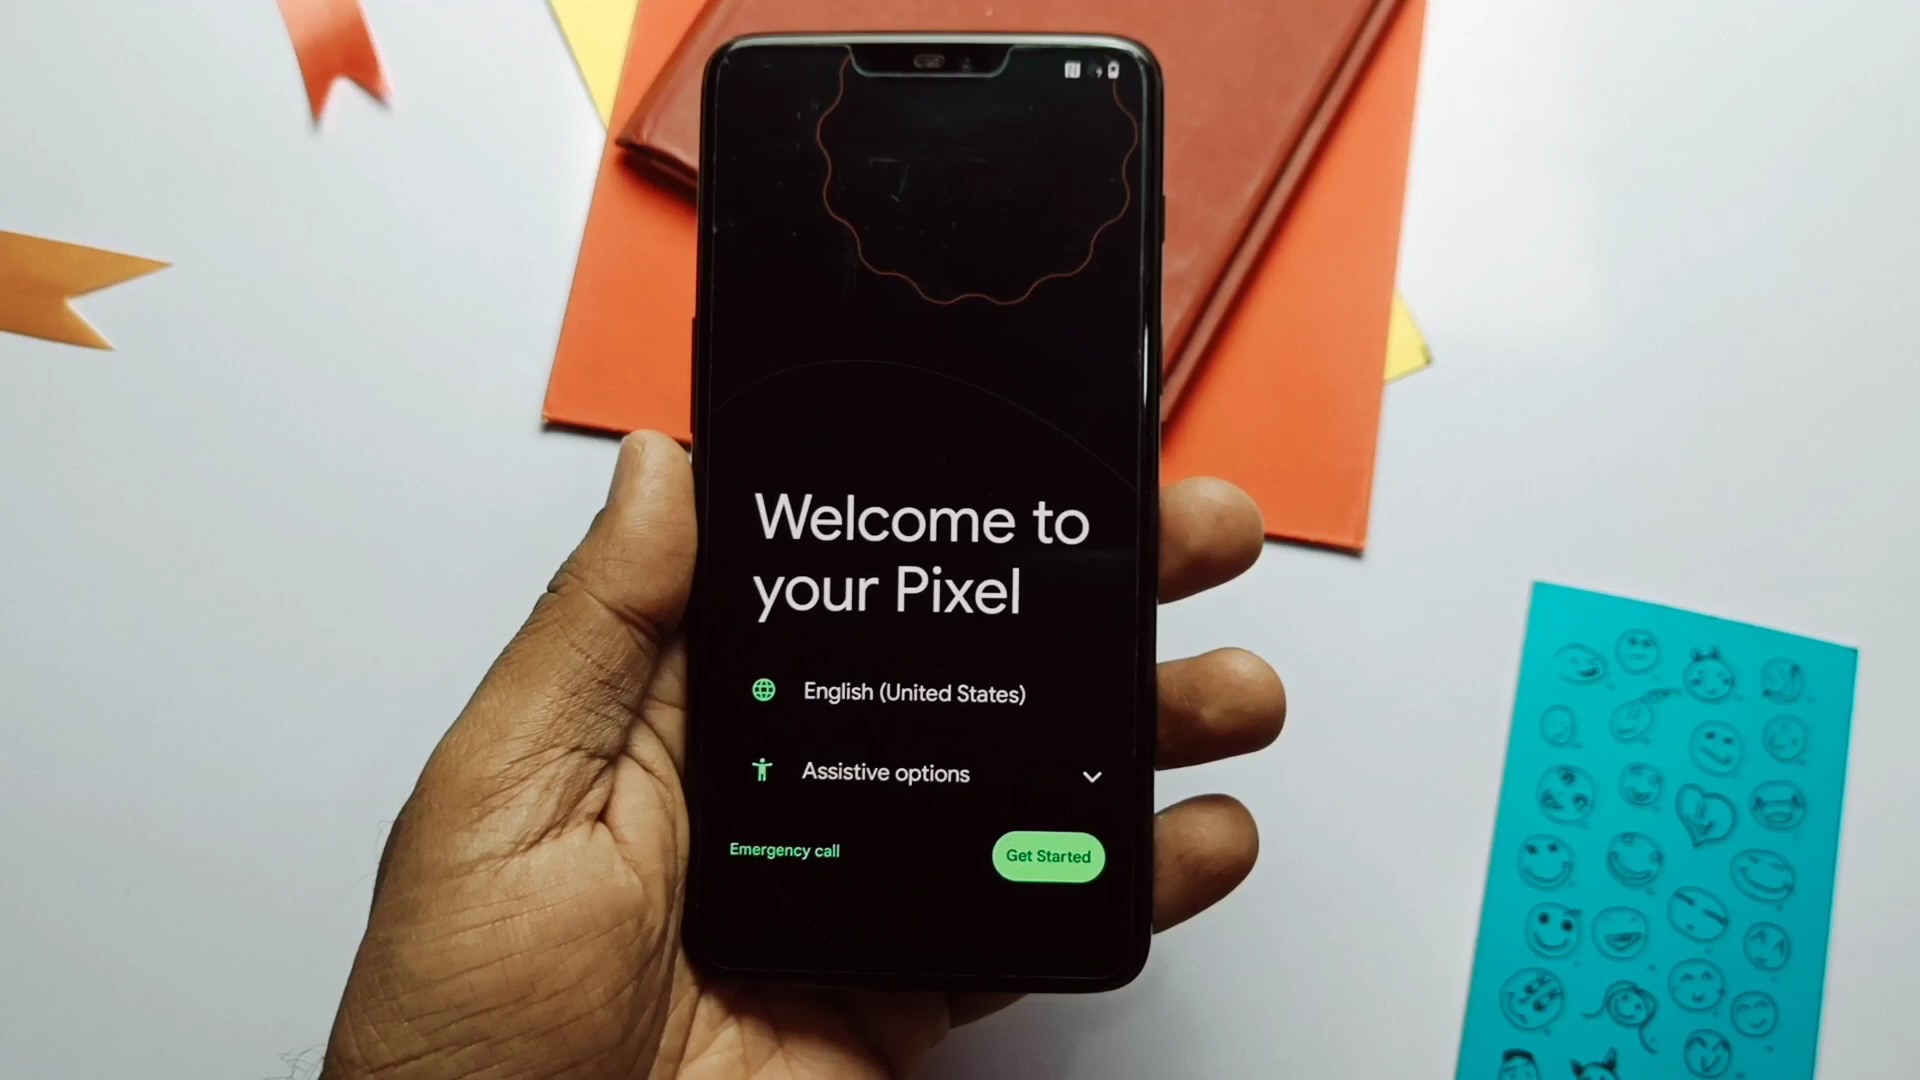 Welcome to
your Pixel
English (United States)
Assistive options
Emergency call
Get Started